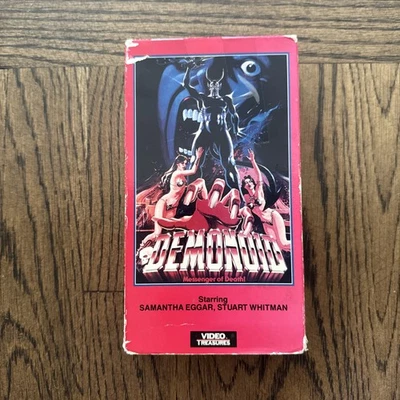 DEMONOID
Messenger of Death!
Starring
SAMANTHA EGGAR, STUART WHITMAN
VIDEO
TREASURES